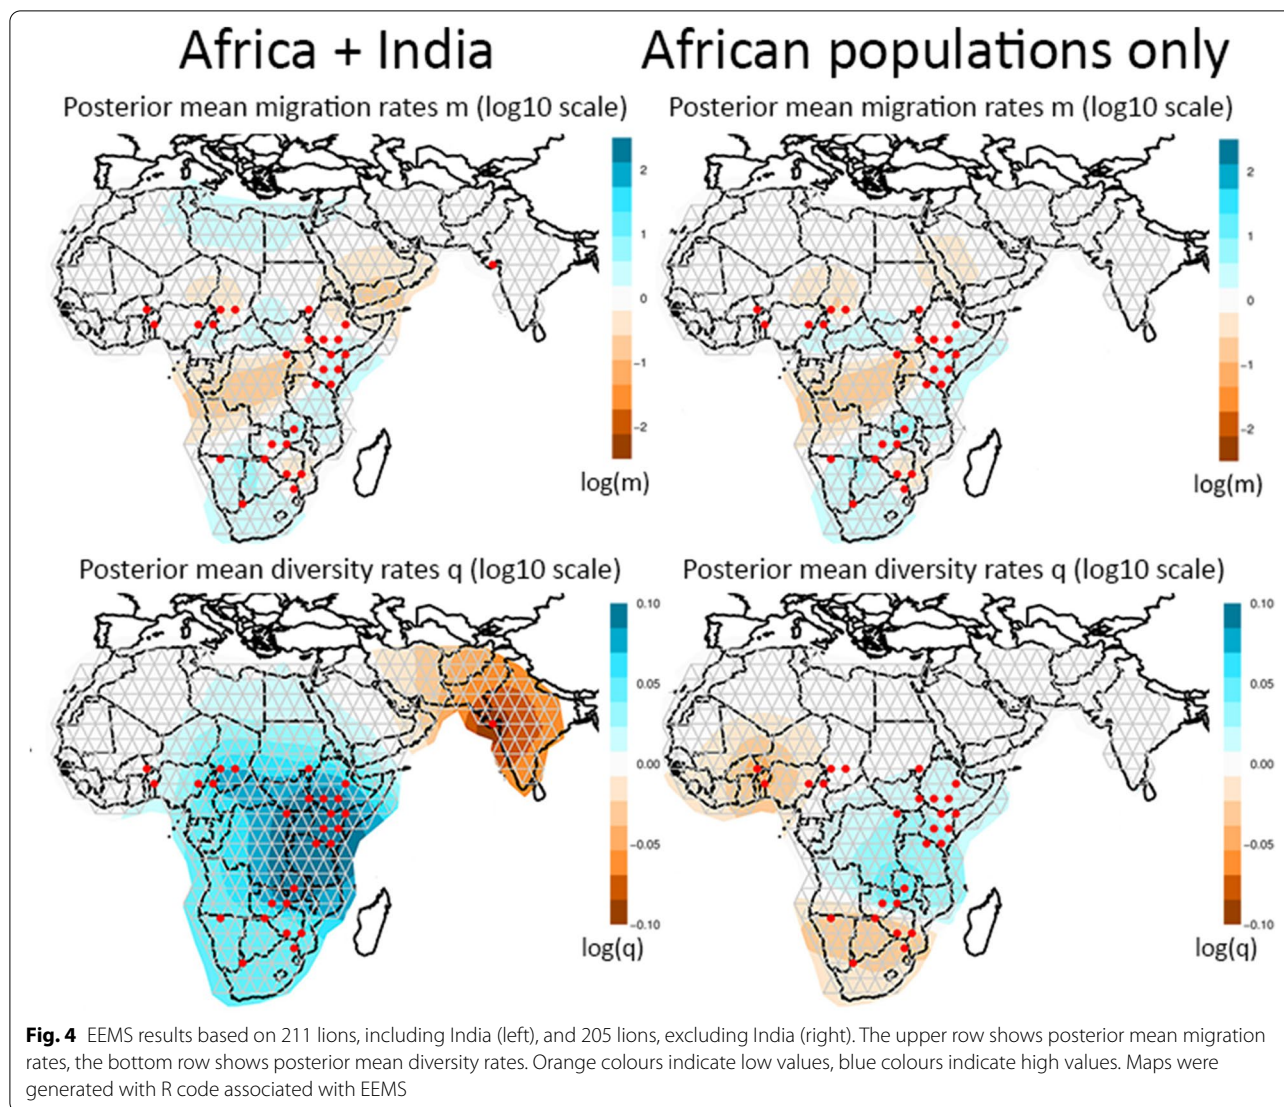 Africa + India
African populations only
Posterior mean migration rates m (log10 scale)
Posterior mean migration rates m (log10 scale)
2
1
0
−1
−2
log(m)
2
1
0
−1
−2
log(m)
Posterior mean diversity rates q (log10 scale)
Posterior mean diversity rates q (log10 scale)
0.10
0.05
0.00
−0.05
−0.10
log(q)
0.10
0.05
0.00
−0.05
−0.10
log(q)
Fig. 4 EEMS results based on 211 lions, including India (left), and 205 lions, excluding India (right). The upper row shows posterior mean migration
rates, the bottom row shows posterior mean diversity rates. Orange colours indicate low values, blue colours indicate high values. Maps were
generated with R code associated with EEMS